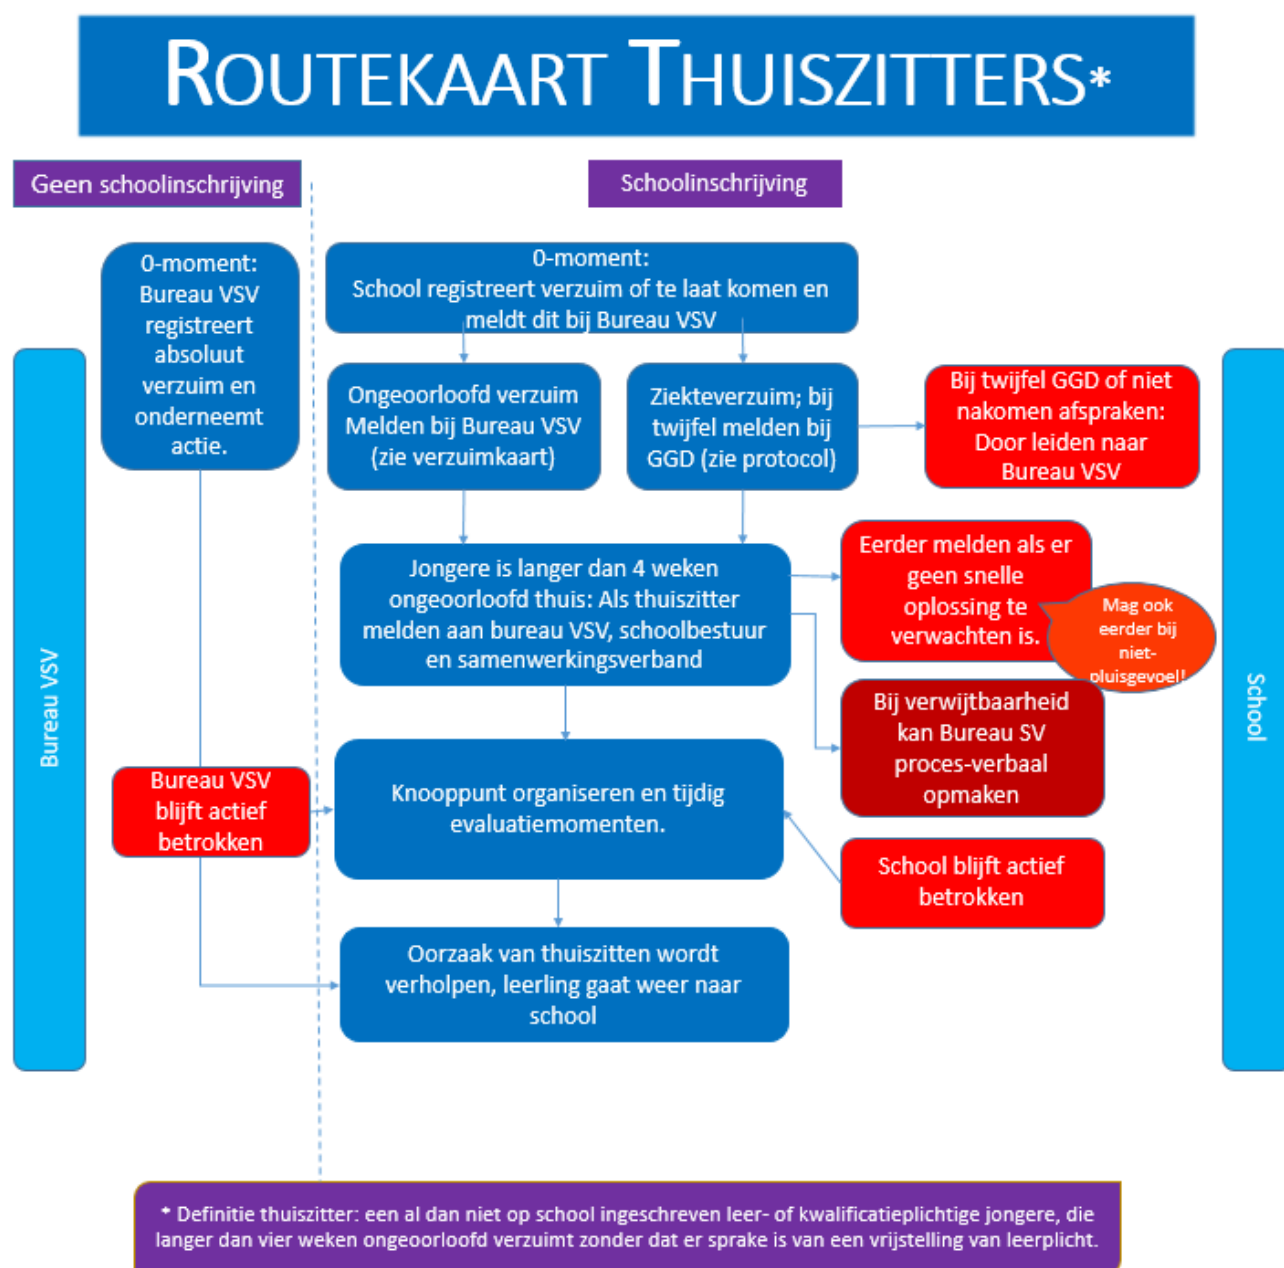 ROUTEKAART THUISZITTERS*
Geen schoolinschrijving
Schoolinschrijving
0-moment:
Bureau VSV
registreert
absoluut
verzuim en
onderneemt
actie.
0-moment:
School registreert verzuim of te laat komen en
meldt dit bij Bureau VSV
Ongeoorloofd verzuim
Melden bij Bureau VSV
(zie verzuimkaart)
Ziekteverzuim; bij
twijfel melden bij
GGD (zie protocol)
Bij twijfel GGD of niet
nakomen afspraken:
Door leiden naar
Bureau VSV
Jongere is langer dan 4 weken
ongeoorloofd thuis: Als thuiszitter
melden aan bureau VSV, schoolbestuur
en samenwerkingsverband
Eerder melden als er
geen snelle
oplossing te
verwachten is.
Mag ook
eerder bij
niet-
pluisgevoel!
Bij verwijtbaarheid
kan Bureau SV
proces-verbaal
opmaken
Bureau VSV
School
Bureau VSV
blijft actief
betrokken
Knooppunt organiseren en tijdig
evaluatiemomenten.
School blijft actief
betrokken
Oorzaak van thuiszitten wordt
verholpen, leerling gaat weer naar
school
* Definitie thuiszitter: een al dan niet op school ingeschreven leer- of kwalificatieplichtige jongere, die
langer dan vier weken ongeoorloofd verzuimt zonder dat er sprake is van een vrijstelling van leerplicht.